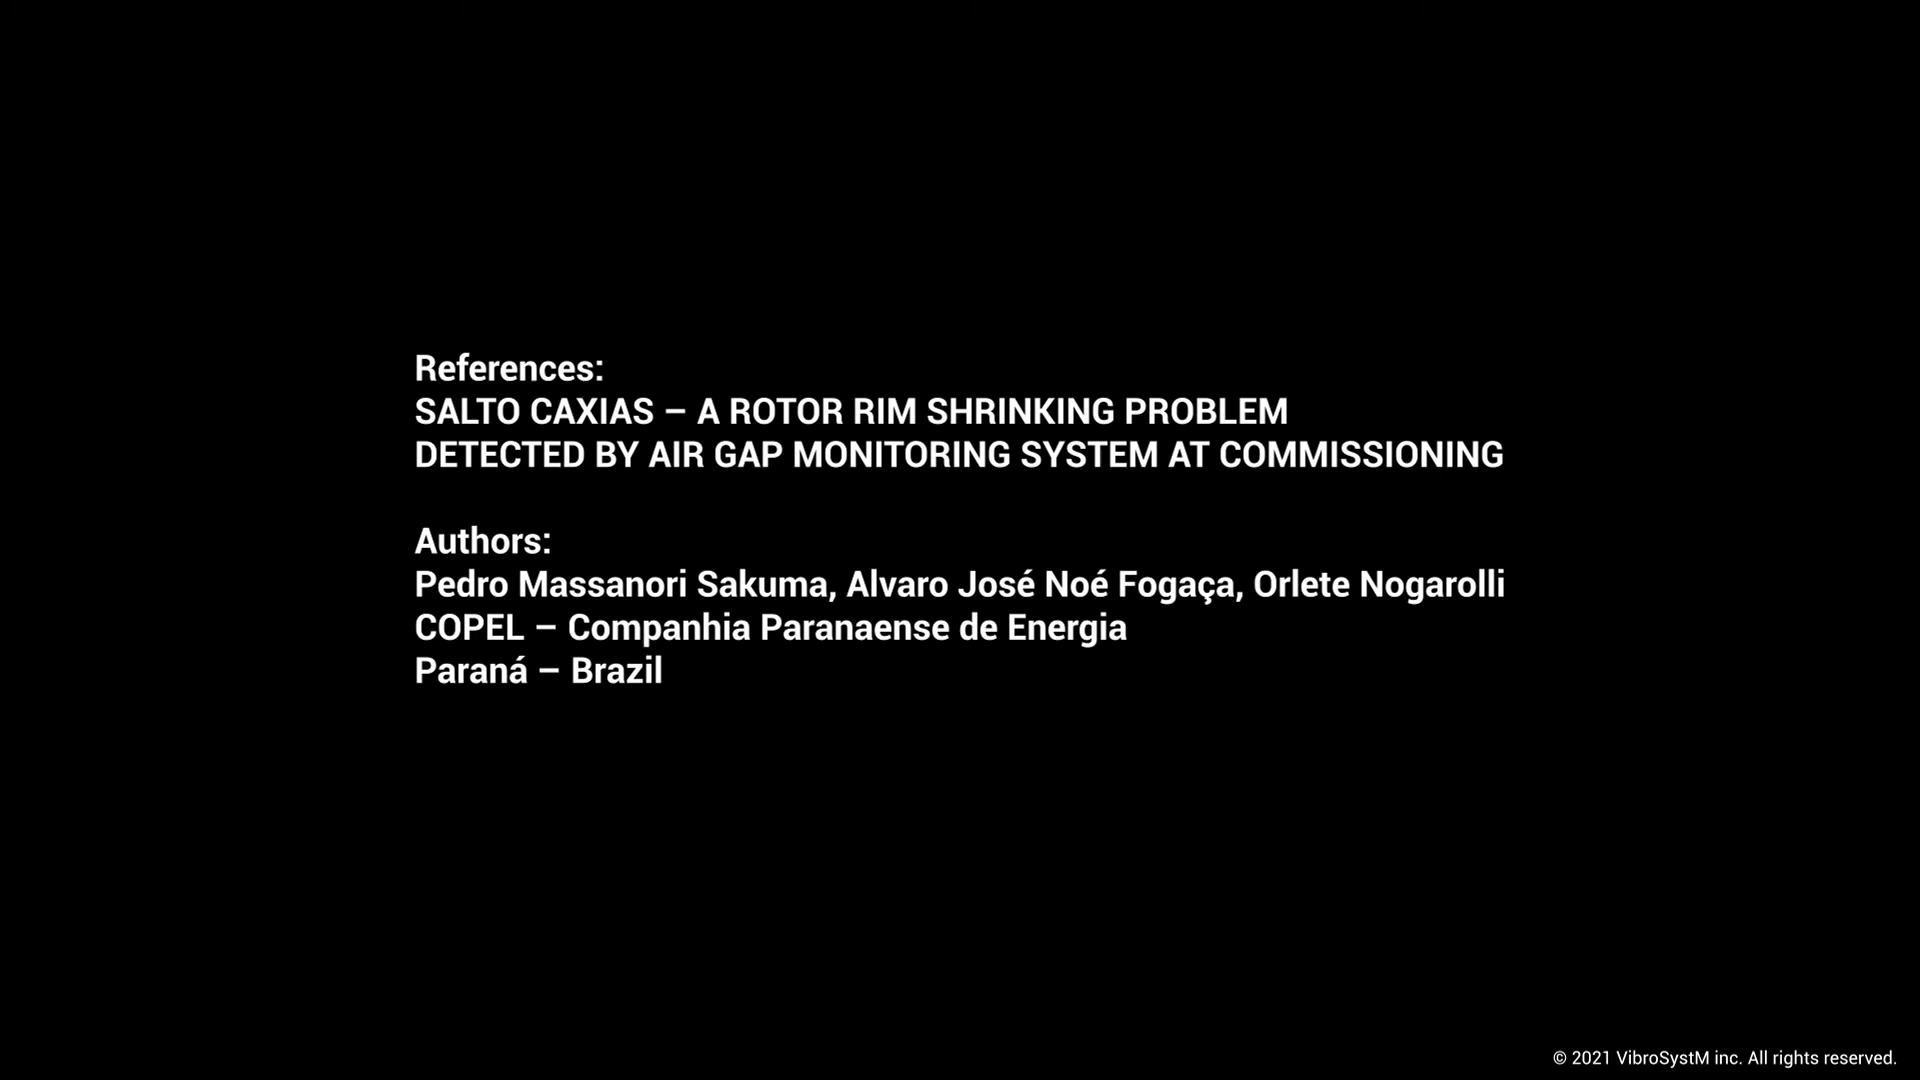 References:
SALTO CAXIAS – A ROTOR RIM SHRINKING PROBLEM
DETECTED BY AIR GAP MONITORING SYSTEM AT COMMISSIONING
Authors:
Pedro Massanori Sakuma, Alvaro José Noé Fogaça, Orlete Nogarolli
COPEL – Companhia Paranaense de Energia
Paraná – Brazil
© 2021 VibroSystM inc. All rights reserved.